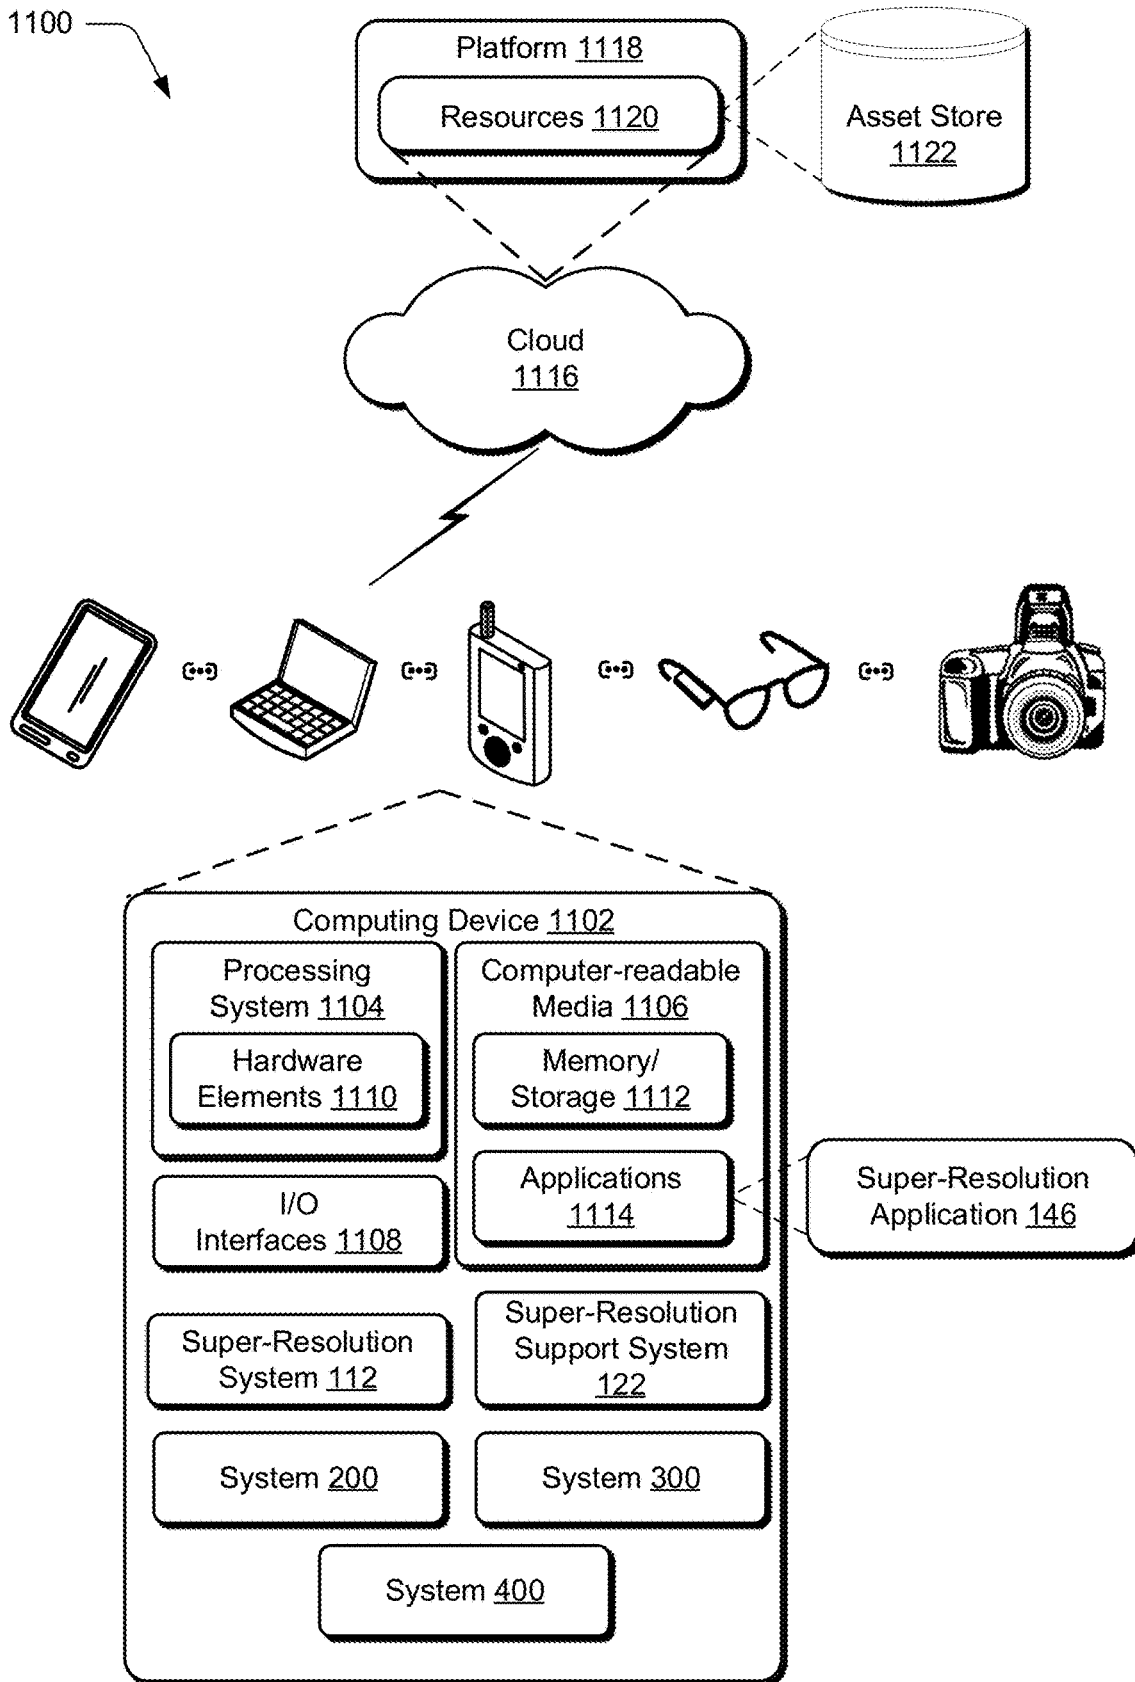 1100
Platform 1118
Resources 1120
Asset Store
1122
Cloud
1116
Computing Device 1102
Processing
System 1104
Hardware
Elements 1110
Computer-readable
Media 1106
Memory/
Storage 1112
Applications
1114
Super-Resolution
Application 146
I/O
Interfaces 1108
Super-Resolution
System 112
Super-Resolution
Support System
122
System 200
System 300
System 400